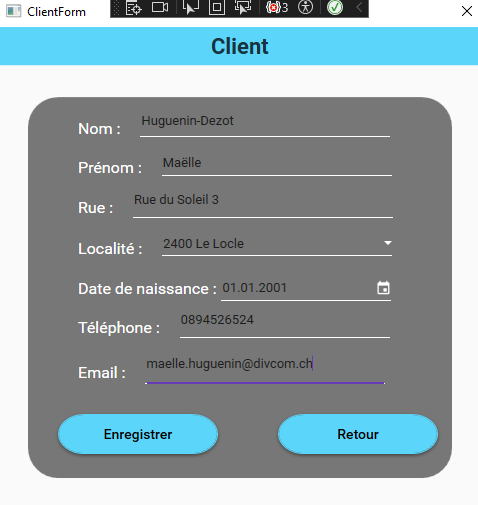 ClientForm
3
Client
Nom : Huguenin-Dezot
Prénom : Maëlle
Rue : Rue du Soleil 3
Localité : 2400 Le Locle
Date de naissance : 01.01.2001
Téléphone : 0894526524
Email : maelle.huguenin@divcom.ch
Enregistrer Retour